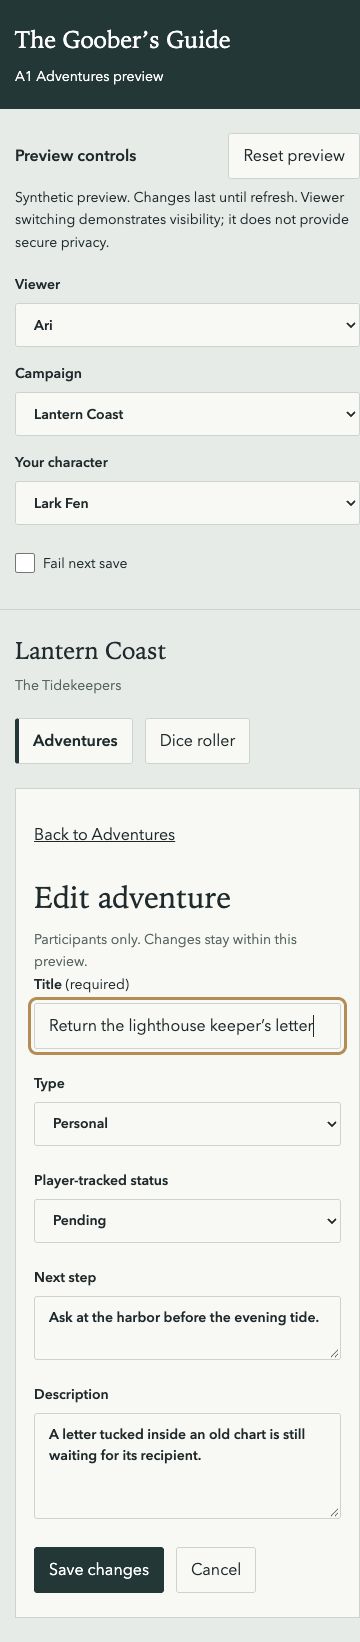 The Goober’s Guide
A1 Adventures preview
Preview controls
Reset preview
Synthetic preview. Changes last until refresh. Viewer
switching demonstrates visibility; it does not provide
secure privacy.
Viewer
Ari
Campaign
Lantern Coast
Your character
Lark Fen
Fail next save
Lantern Coast
The Tidekeepers
Adventures
Dice roller
Back to Adventures
Edit adventure
Participants only. Changes stay within this
preview.
Title (required)
Return the lighthouse keeper’s letter
Type
Personal
Player-tracked status
Pending
Next step
Ask at the harbor before the evening tide.
Description
A letter tucked inside an old chart is still
waiting for its recipient.
Save changes
Cancel